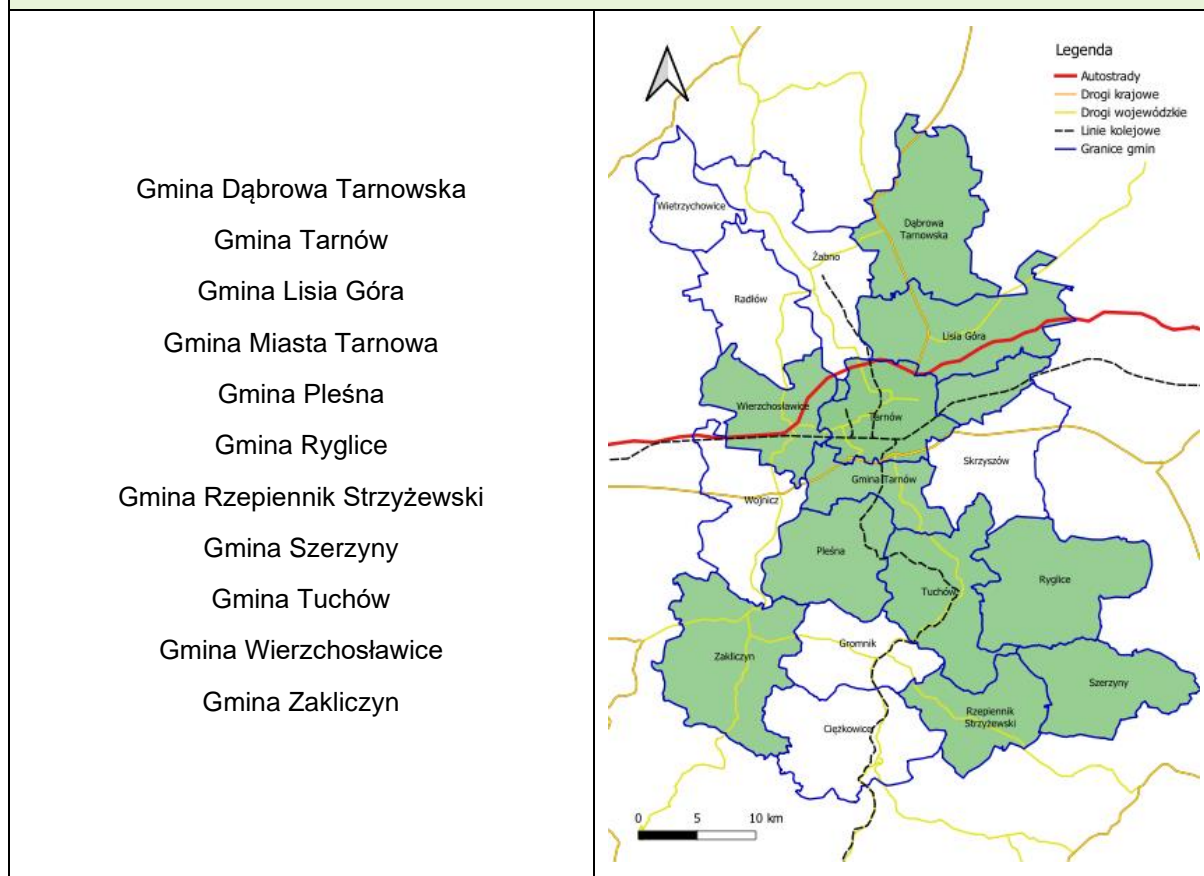 Gmina Dąbrowa Tarnowska
Gmina Tarnów
Gmina Lisia Góra
Gmina Miasta Tarnowa
Gmina Pleśna
Gmina Ryglice
Gmina Rzepiennik Strzyżewski
Gmina Szerzyny
Gmina Tuchów
Gmina Wierzchosławice
Gmina Zakliczyn
Legenda
Autostrady
Drogi krajowe
Drogi wojewódzkie
Linie kolejowe
Granice gmin
Wietrzychowice
Dąbrowa
Tarnowska
Żabno
Radłów
Lisia Góra
Wierzchosławice
Tarnów
Skrzyszów
Gmina Tarnów
Wojnicz
Pleśna
Ryglice
Tuchów
Gromnik
Zakliczyn
Szerzyny
Rzepiennik
Strzyżewski
Ciężkowice
0 5 10 km